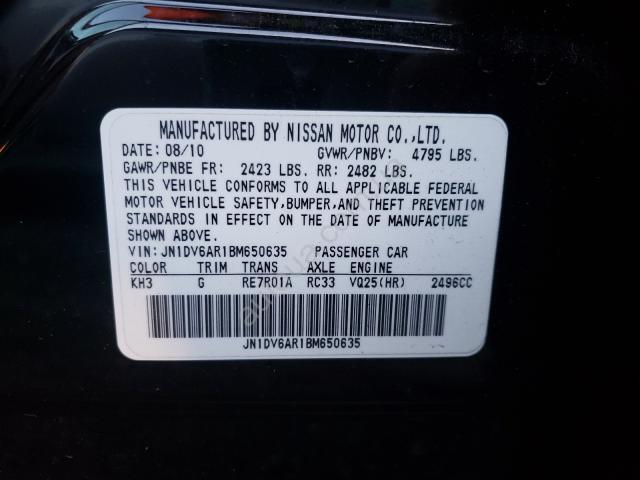 MANUFACTURED BY NISSAN MOTOR CO.,LTD.
DATE: 08/10 GVWR/PNBV: 4795 LBS.
GAWR/PNBE FR: 2423 LBS. RR: 2482 LBS.
THIS VEHICLE CONFORMS TO ALL APPLICABLE FEDERAL
MOTOR VEHICLE SAFETY,BUMPER,AND THEFT PREVENTION
STANDARDS IN EFFECT ON THE DATE OF MANUFACTURE
SHOWN ABOVE.
VIN: JN1DV6AR1BM650635 PASSENGER CAR
COLOR TRIM TRANS AXLE ENGINE
KH3 G RE7R01A RC33 VQ25(HR) 2496CC
JN1DV6AR1BM650635